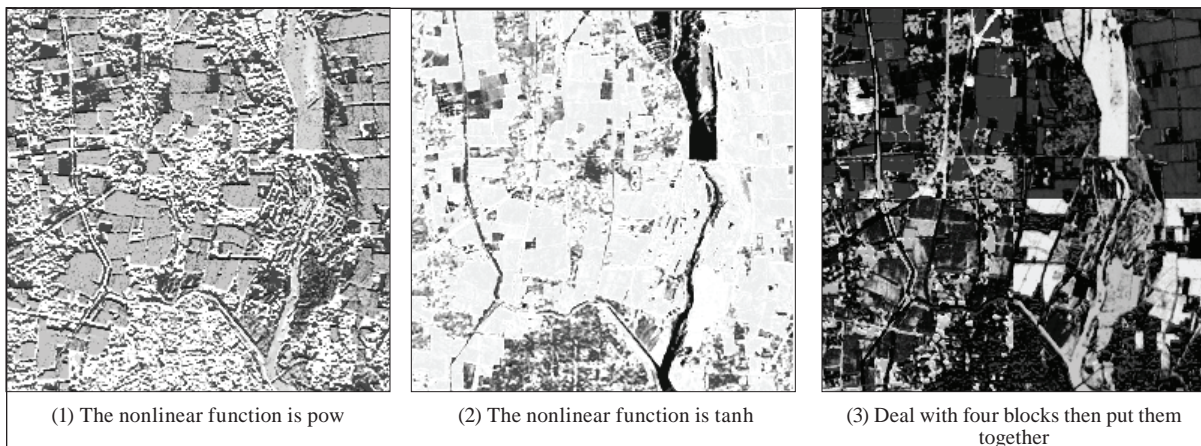 (1) The nonlinear function is pow
(2) The nonlinear function is tanh
(3) Deal with four blocks then put them
together